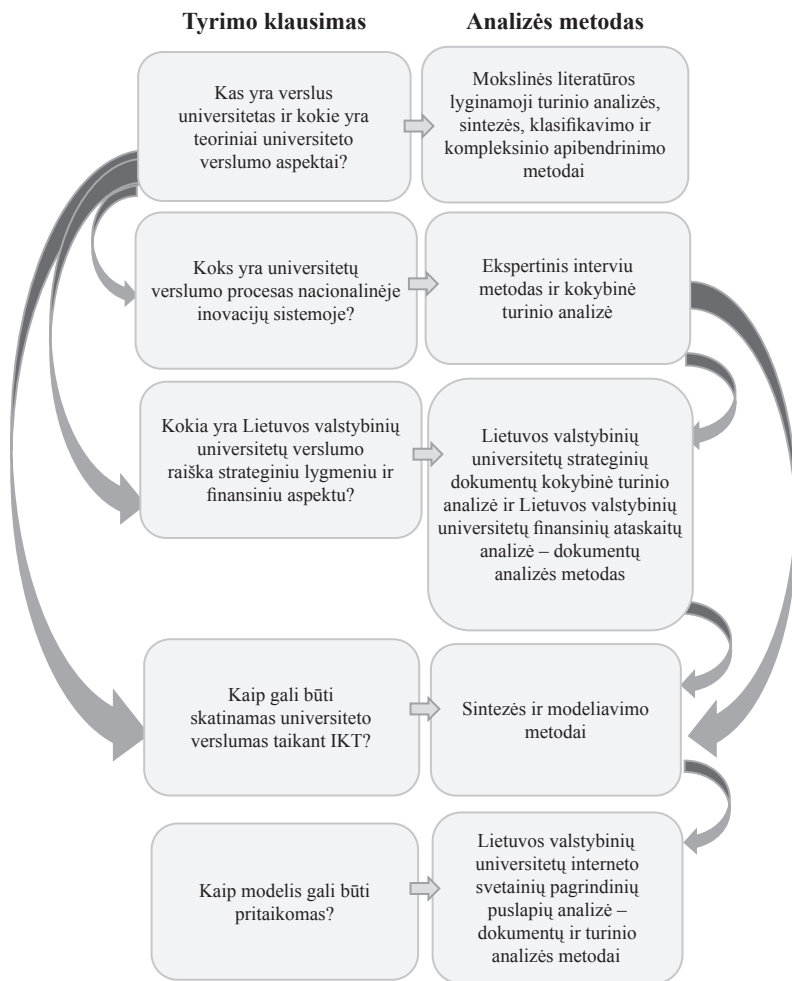 Tyrimo klausimas
Analizės metodas
Kas yra verslus
universitetas ir kokie yra
teoriniai universiteto
verslumo aspektai?
Mokslinės literatūros
lyginamoji turinio analizės,
sintezės, klasifikavimo ir
kompleksinio apibendrinimo
metodai
Koks yra universitetų
verslumo procesas nacionalinėje
inovacijų sistemoje?
Ekspertinis interviu
metodas ir kokybinė
turinio analizė
Kokia yra Lietuvos valstybinių
universitetų verslumo
raiška strateginiu lygmeniu ir
finansiniu aspektu?
Lietuvos valstybinių
universitetų strateginių
dokumentų kokybinė turinio
analizė ir Lietuvos valstybinių
universitetų finansinių ataskaitų
analizė – dokumentų
analizės metodas
Kaip gali būti
skatinamas universiteto
verslumas taikant IKT?
Sintezės ir modeliavimo
metodai
Kaip modelis gali būti
pritaikomas?
Lietuvos valstybinių
universitetų interneto
svetainių pagrindinių
puslapių analizė –
dokumentų ir turinio
analizės metodai